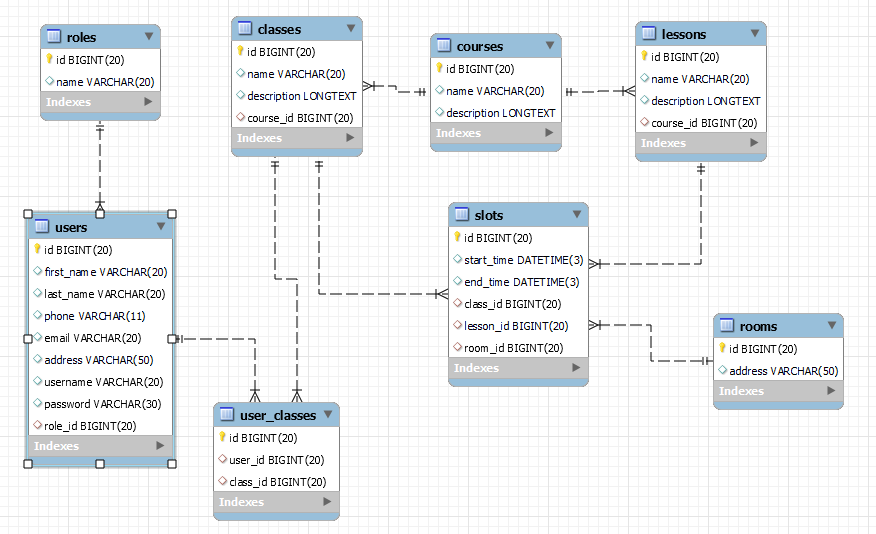 roles
id BIGINT(20)
name VARCHAR(20)
Indexes
classes
id BIGINT(20)
name VARCHAR(20)
description LONGTEXT
course_id BIGINT(20)
Indexes
courses
id BIGINT(20)
name VARCHAR(20)
description LONGTEXT
Indexes
lessons
id BIGINT(20)
name VARCHAR(20)
description LONGTEXT
course_id BIGINT(20)
Indexes
users
id BIGINT(20)
first_name VARCHAR(20)
last_name VARCHAR(20)
phone VARCHAR(11)
email VARCHAR(20)
address VARCHAR(50)
username VARCHAR(20)
password VARCHAR(30)
role_id BIGINT(20)
Indexes
slots
id BIGINT(20)
start_time DATETIME(3)
end_time DATETIME(3)
class_id BIGINT(20)
lesson_id BIGINT(20)
room_id BIGINT(20)
Indexes
rooms
id BIGINT(20)
address VARCHAR(50)
Indexes
user_classes
id BIGINT(20)
user_id BIGINT(20)
class_id BIGINT(20)
Indexes